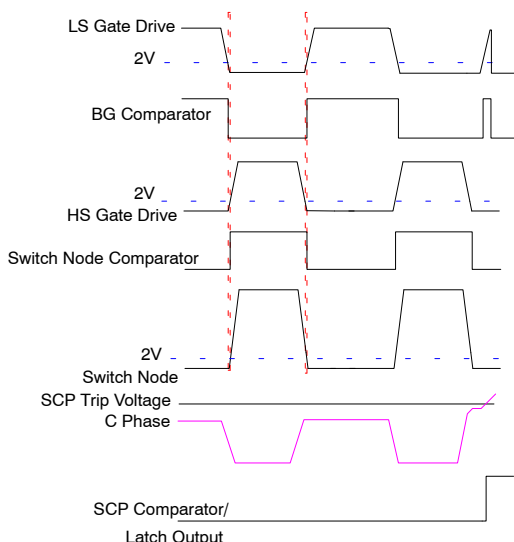 LS Gate Drive
2V
BG Comparator
2V
HS Gate Drive
Switch Node Comparator
2V
Switch Node
SCP Trip Voltage
C Phase
SCP Comparator/
Latch Output